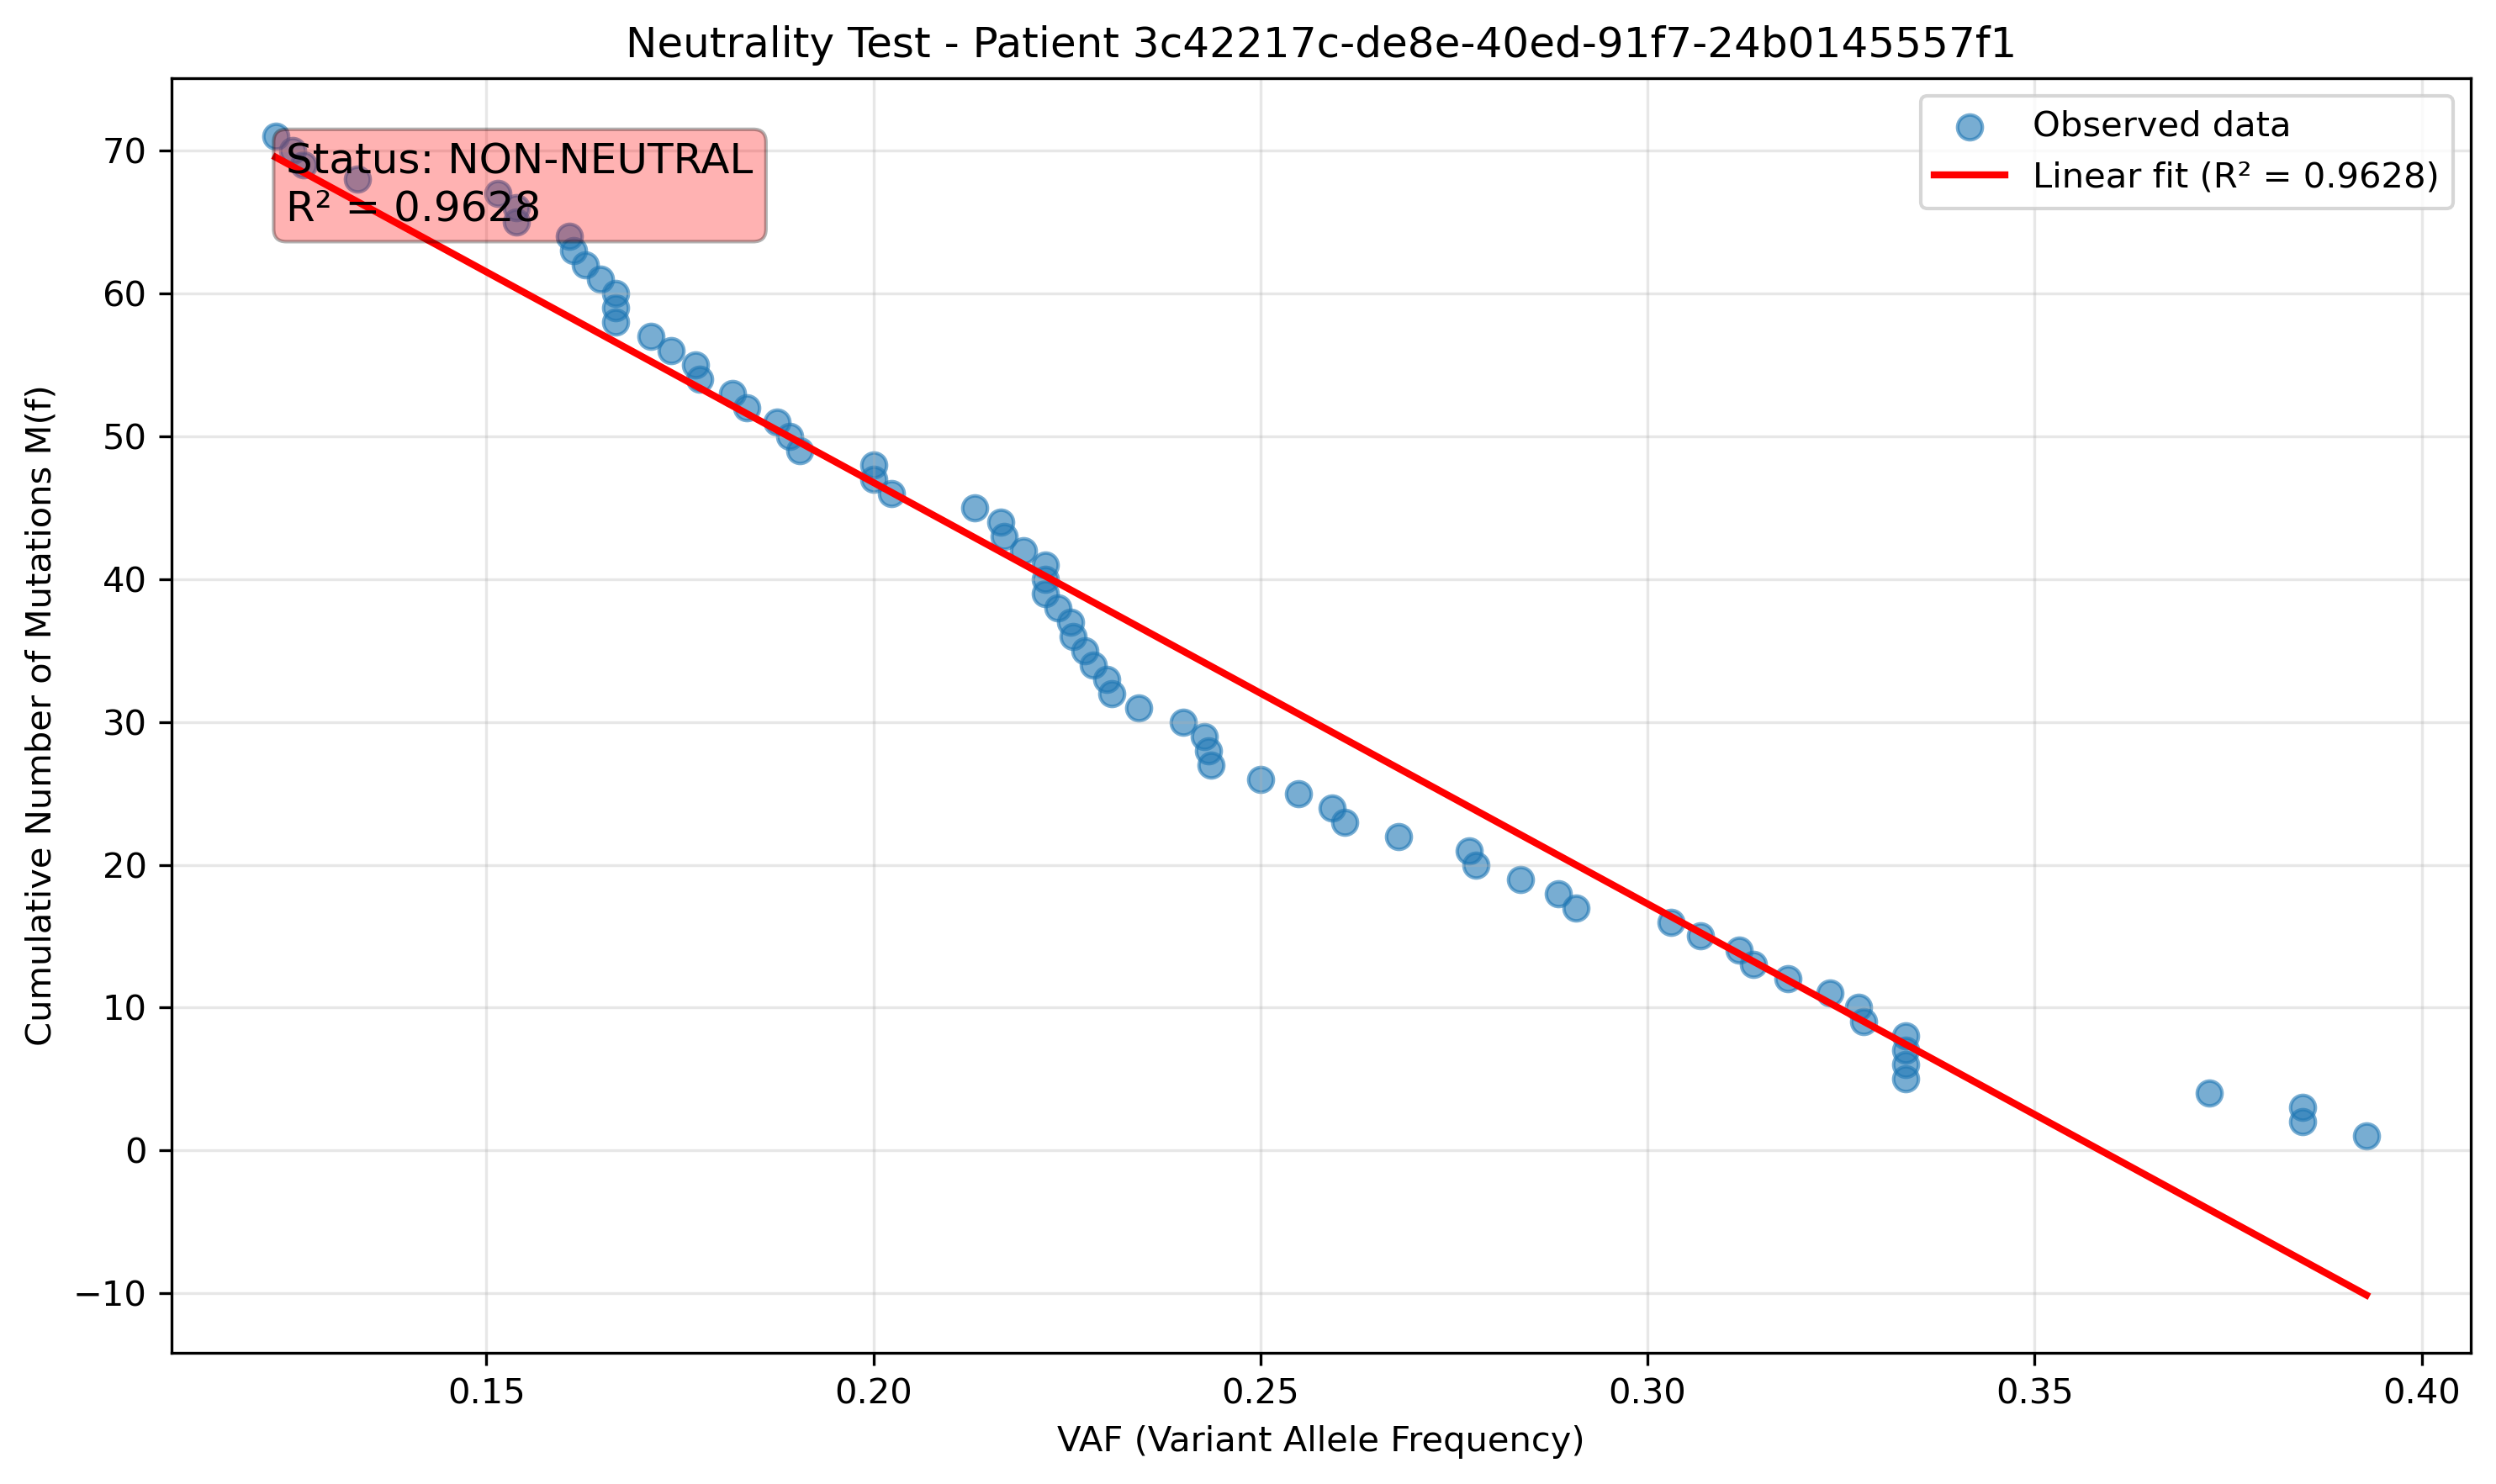 Neutrality Test - Patient 3c42217c-de8e-40ed-91f7-24b0145557f1
Status: NON-NEUTRAL
R² = 0.9628
Observed data
Linear fit (R² = 0.9628)
Cumulative Number of Mutations M(f)
70
60
50
40
30
20
10
0
−10
0.15
0.20
0.25
0.30
0.35
0.40
VAF (Variant Allele Frequency)